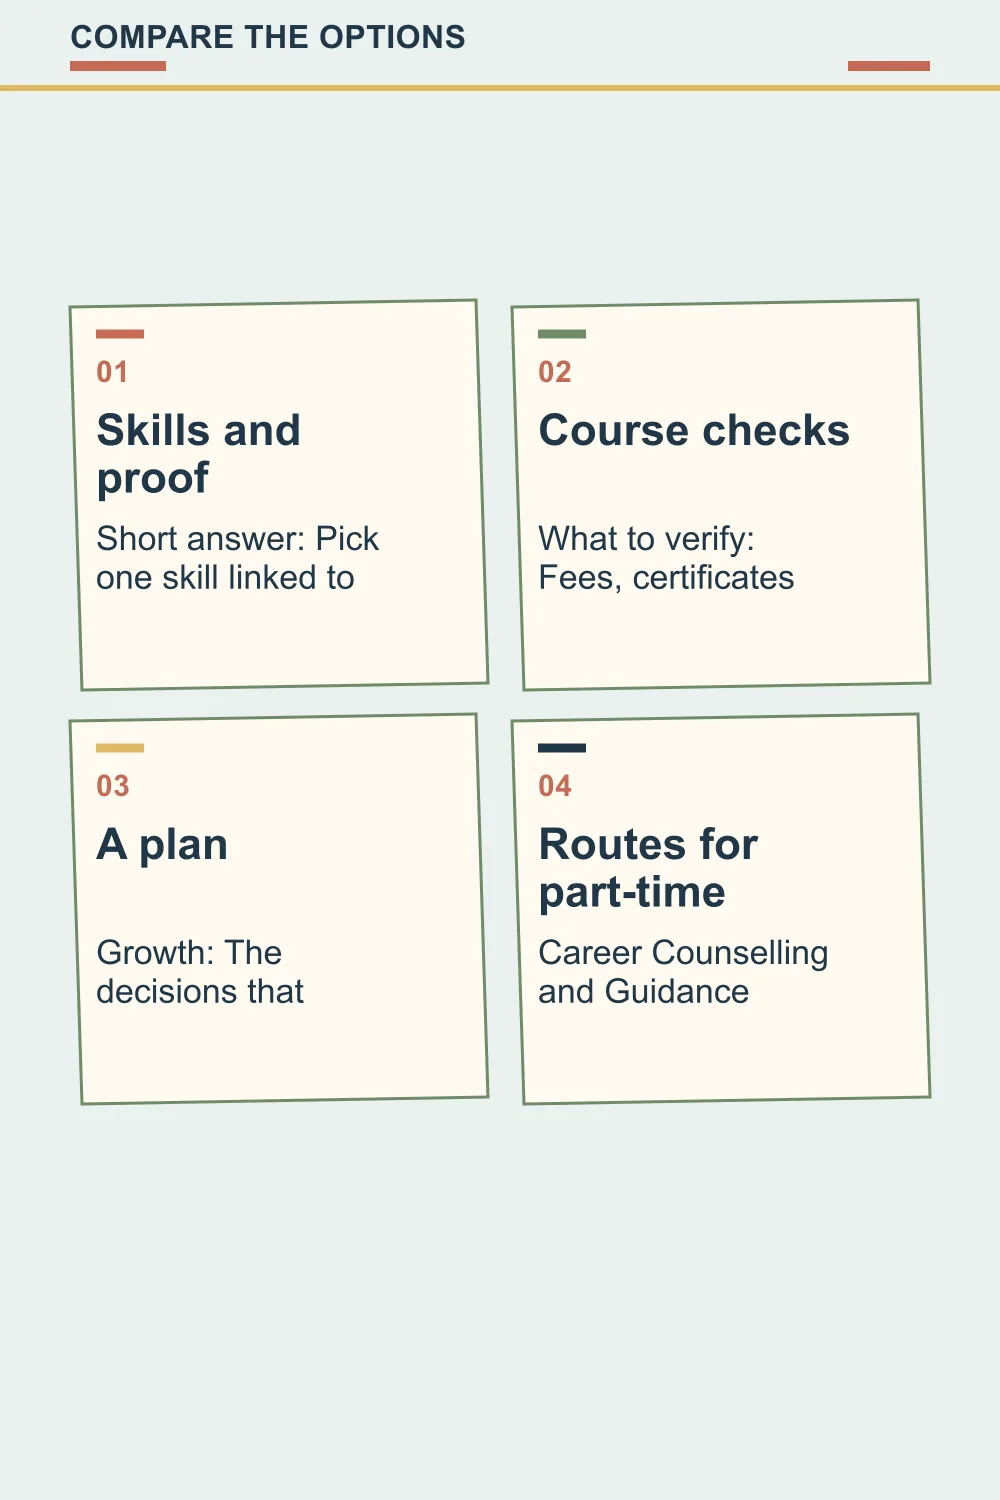 COMPARE THE OPTIONS
01
Skills and
proof
Short answer: Pick
one skill linked to
02
Course checks
What to verify:
Fees, certificates
03
A plan
Growth: The
decisions that
04
Routes for
part-time
Career Counselling
and Guidance